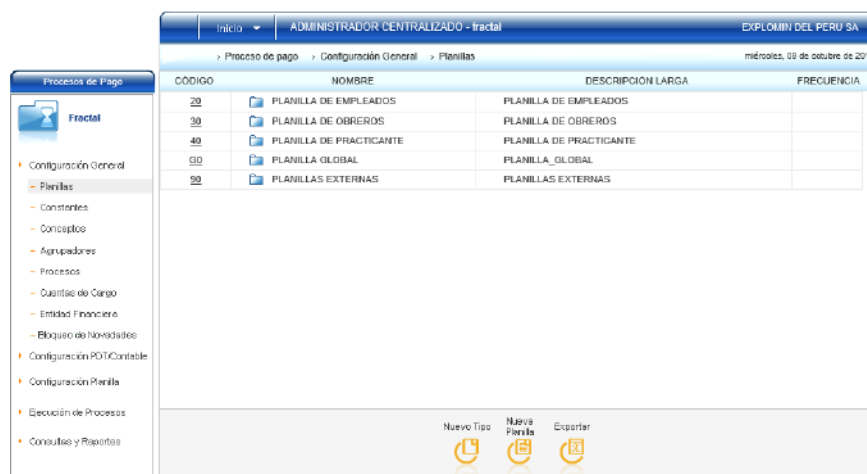 Inicio
ADMINISTRADOR CENTRALIZADO - fractal
EXPLOMIN DEL PERU SA
> Proceso de pago > Configuración General > Planillas
miércoles, 09 de octubre de 20
Procesos de Pago
Fractal
Configuración General
– Planillas
– Constantes
– Conceptos
– Agrupadores
– Procesos
– Cuentas de Cargo
– Entidad Financiera
– Bloqueo de Novedades
Configuración PDT/Contable
Configuración Planilla
Ejecución de Procesos
Consultas y Reportes
CÓDIGO NOMBRE DESCRIPCION LARGA FRECUENCIA
20 PLANILLA DE EMPLEADOS PLANILLA DE EMPLEADOS
30 PLANILLA DE OBREROS PLANILLA DE OBREROS
40 PLANILLA DE PRACTICANTE PLANILLA DE PRACTICANTE
GO PLANILLA GLOBAL PLANILLA_GLOBAL
90 PLANILLAS EXTERNAS PLANILLAS EXTERNAS
Nuevo Tipo
Nueva
Planilla
Exportar